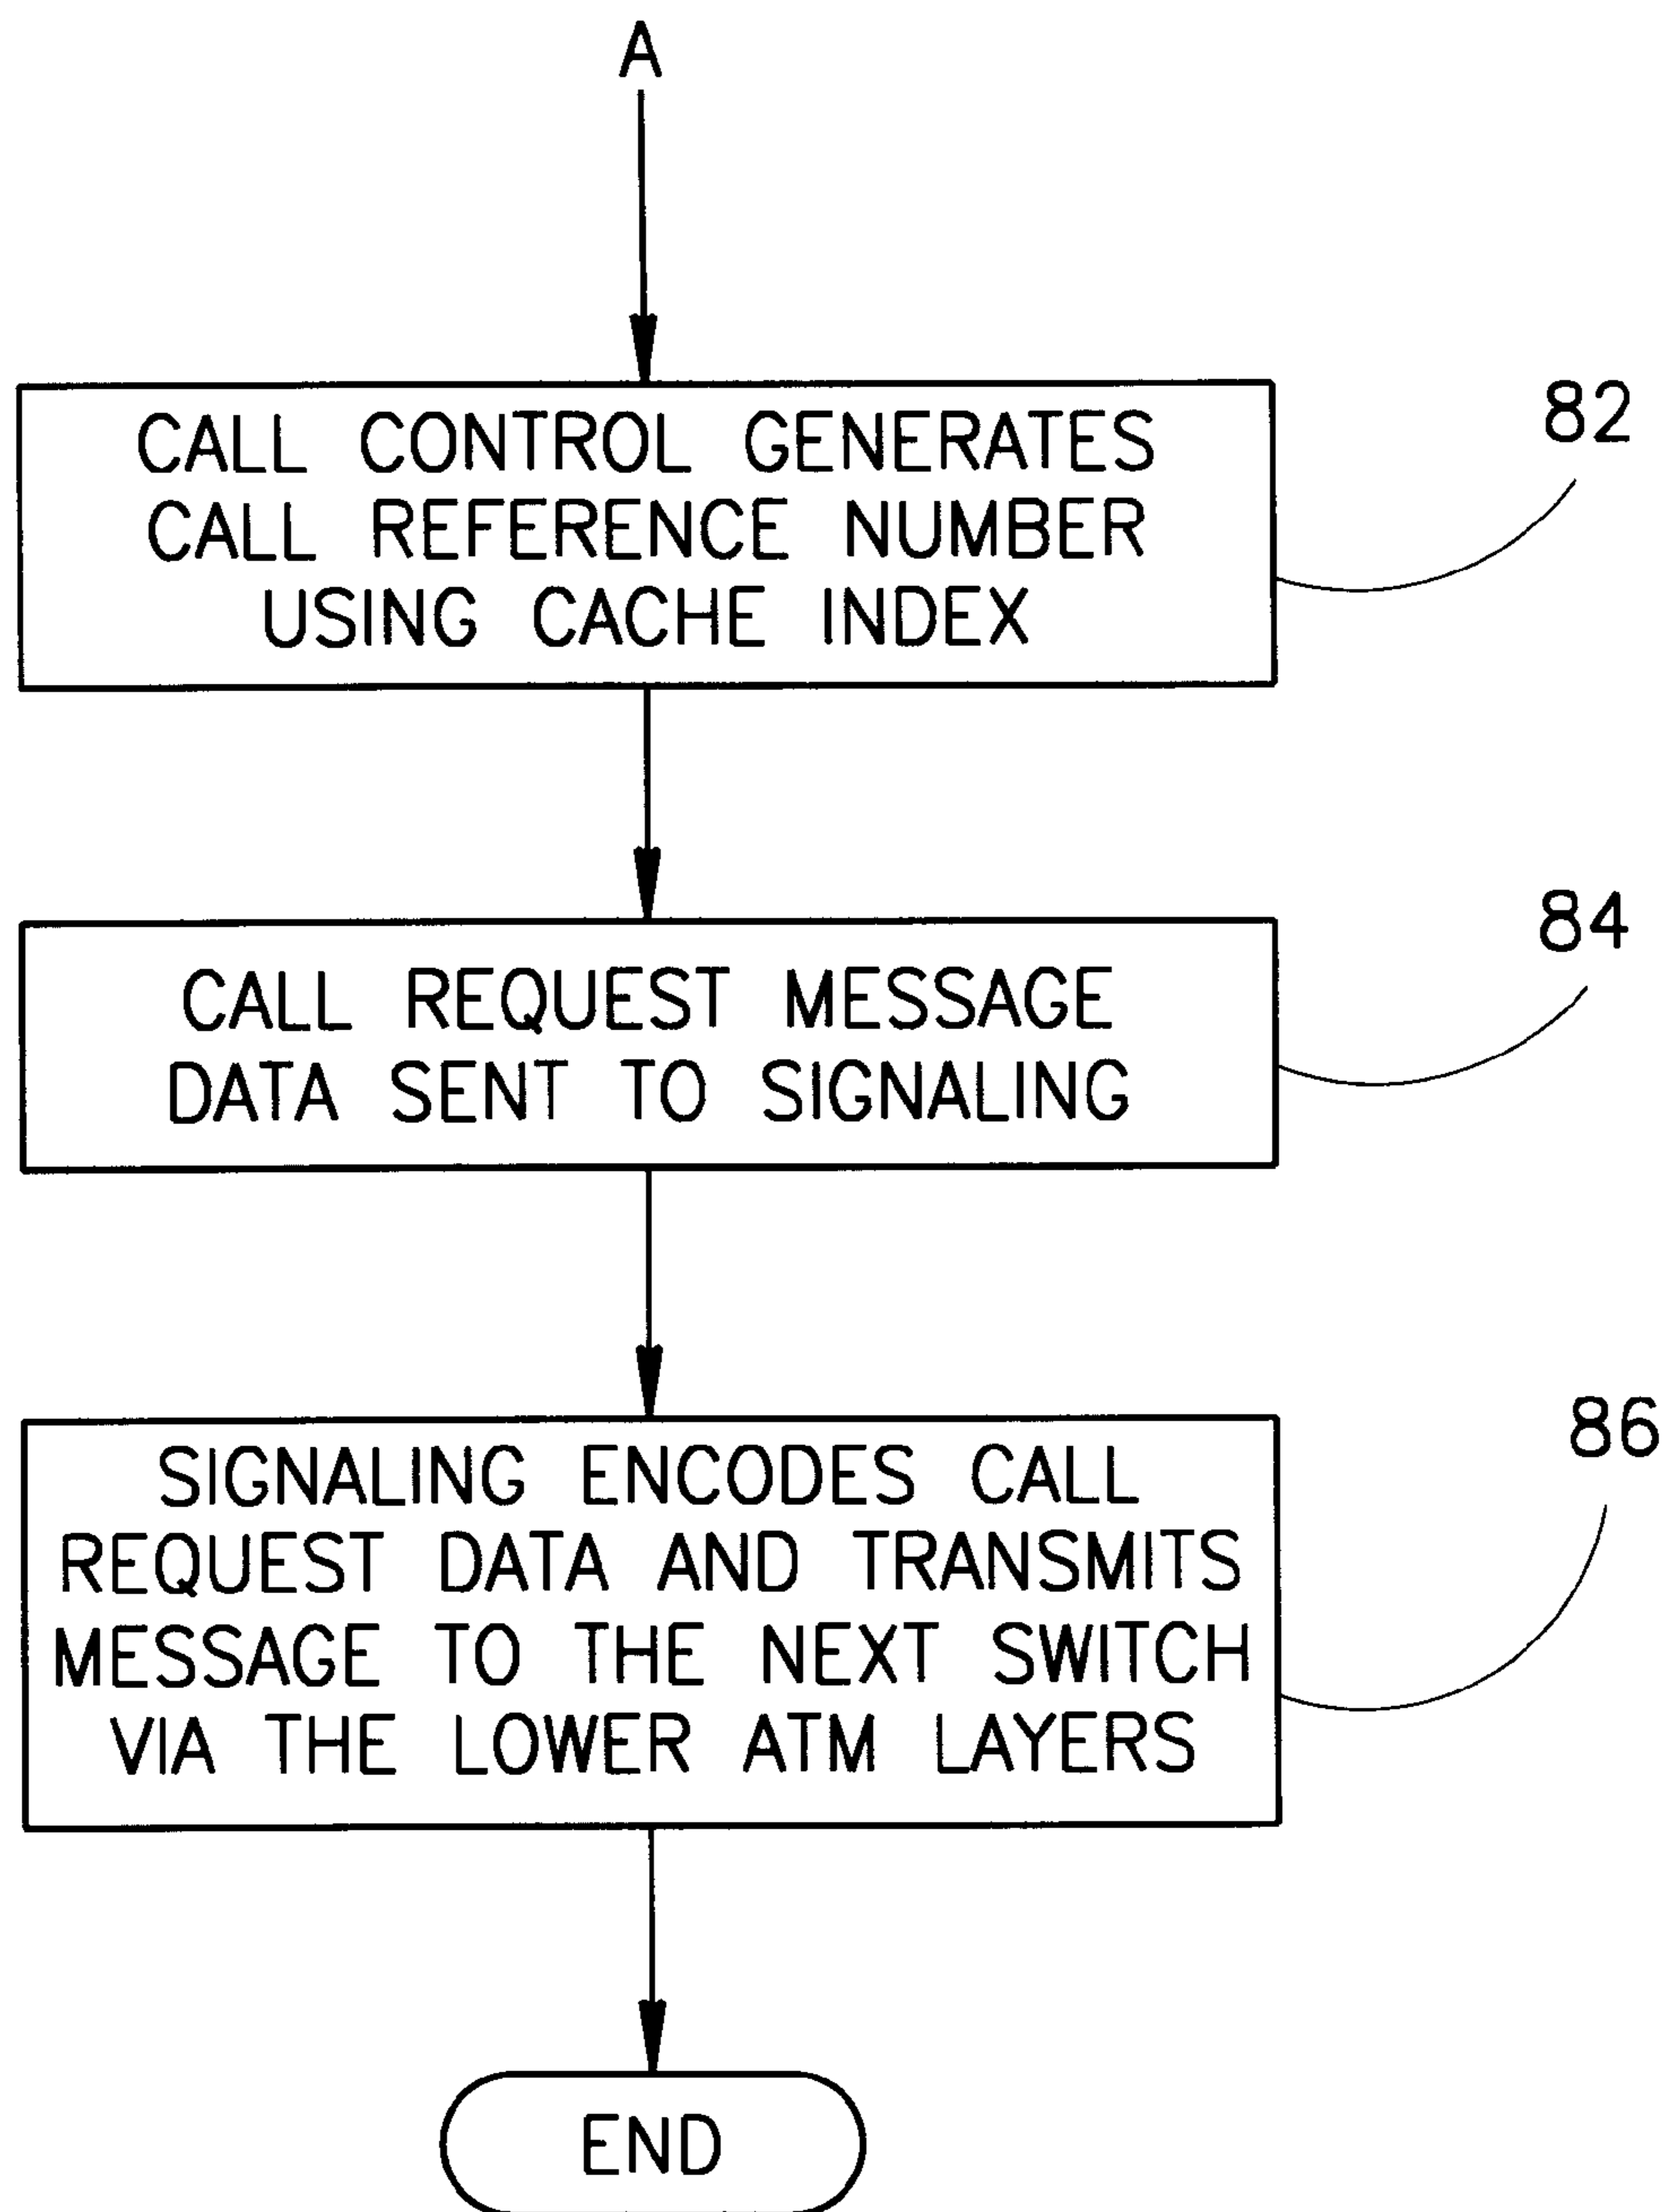 A
CALL CONTROL GENERATES
CALL REFERENCE NUMBER
USING CACHE INDEX
82
CALL REQUEST MESSAGE
DATA SENT TO SIGNALING
84
SIGNALING ENCODES CALL
REQUEST DATA AND TRANSMITS
MESSAGE TO THE NEXT SWITCH
VIA THE LOWER ATM LAYERS
86
END